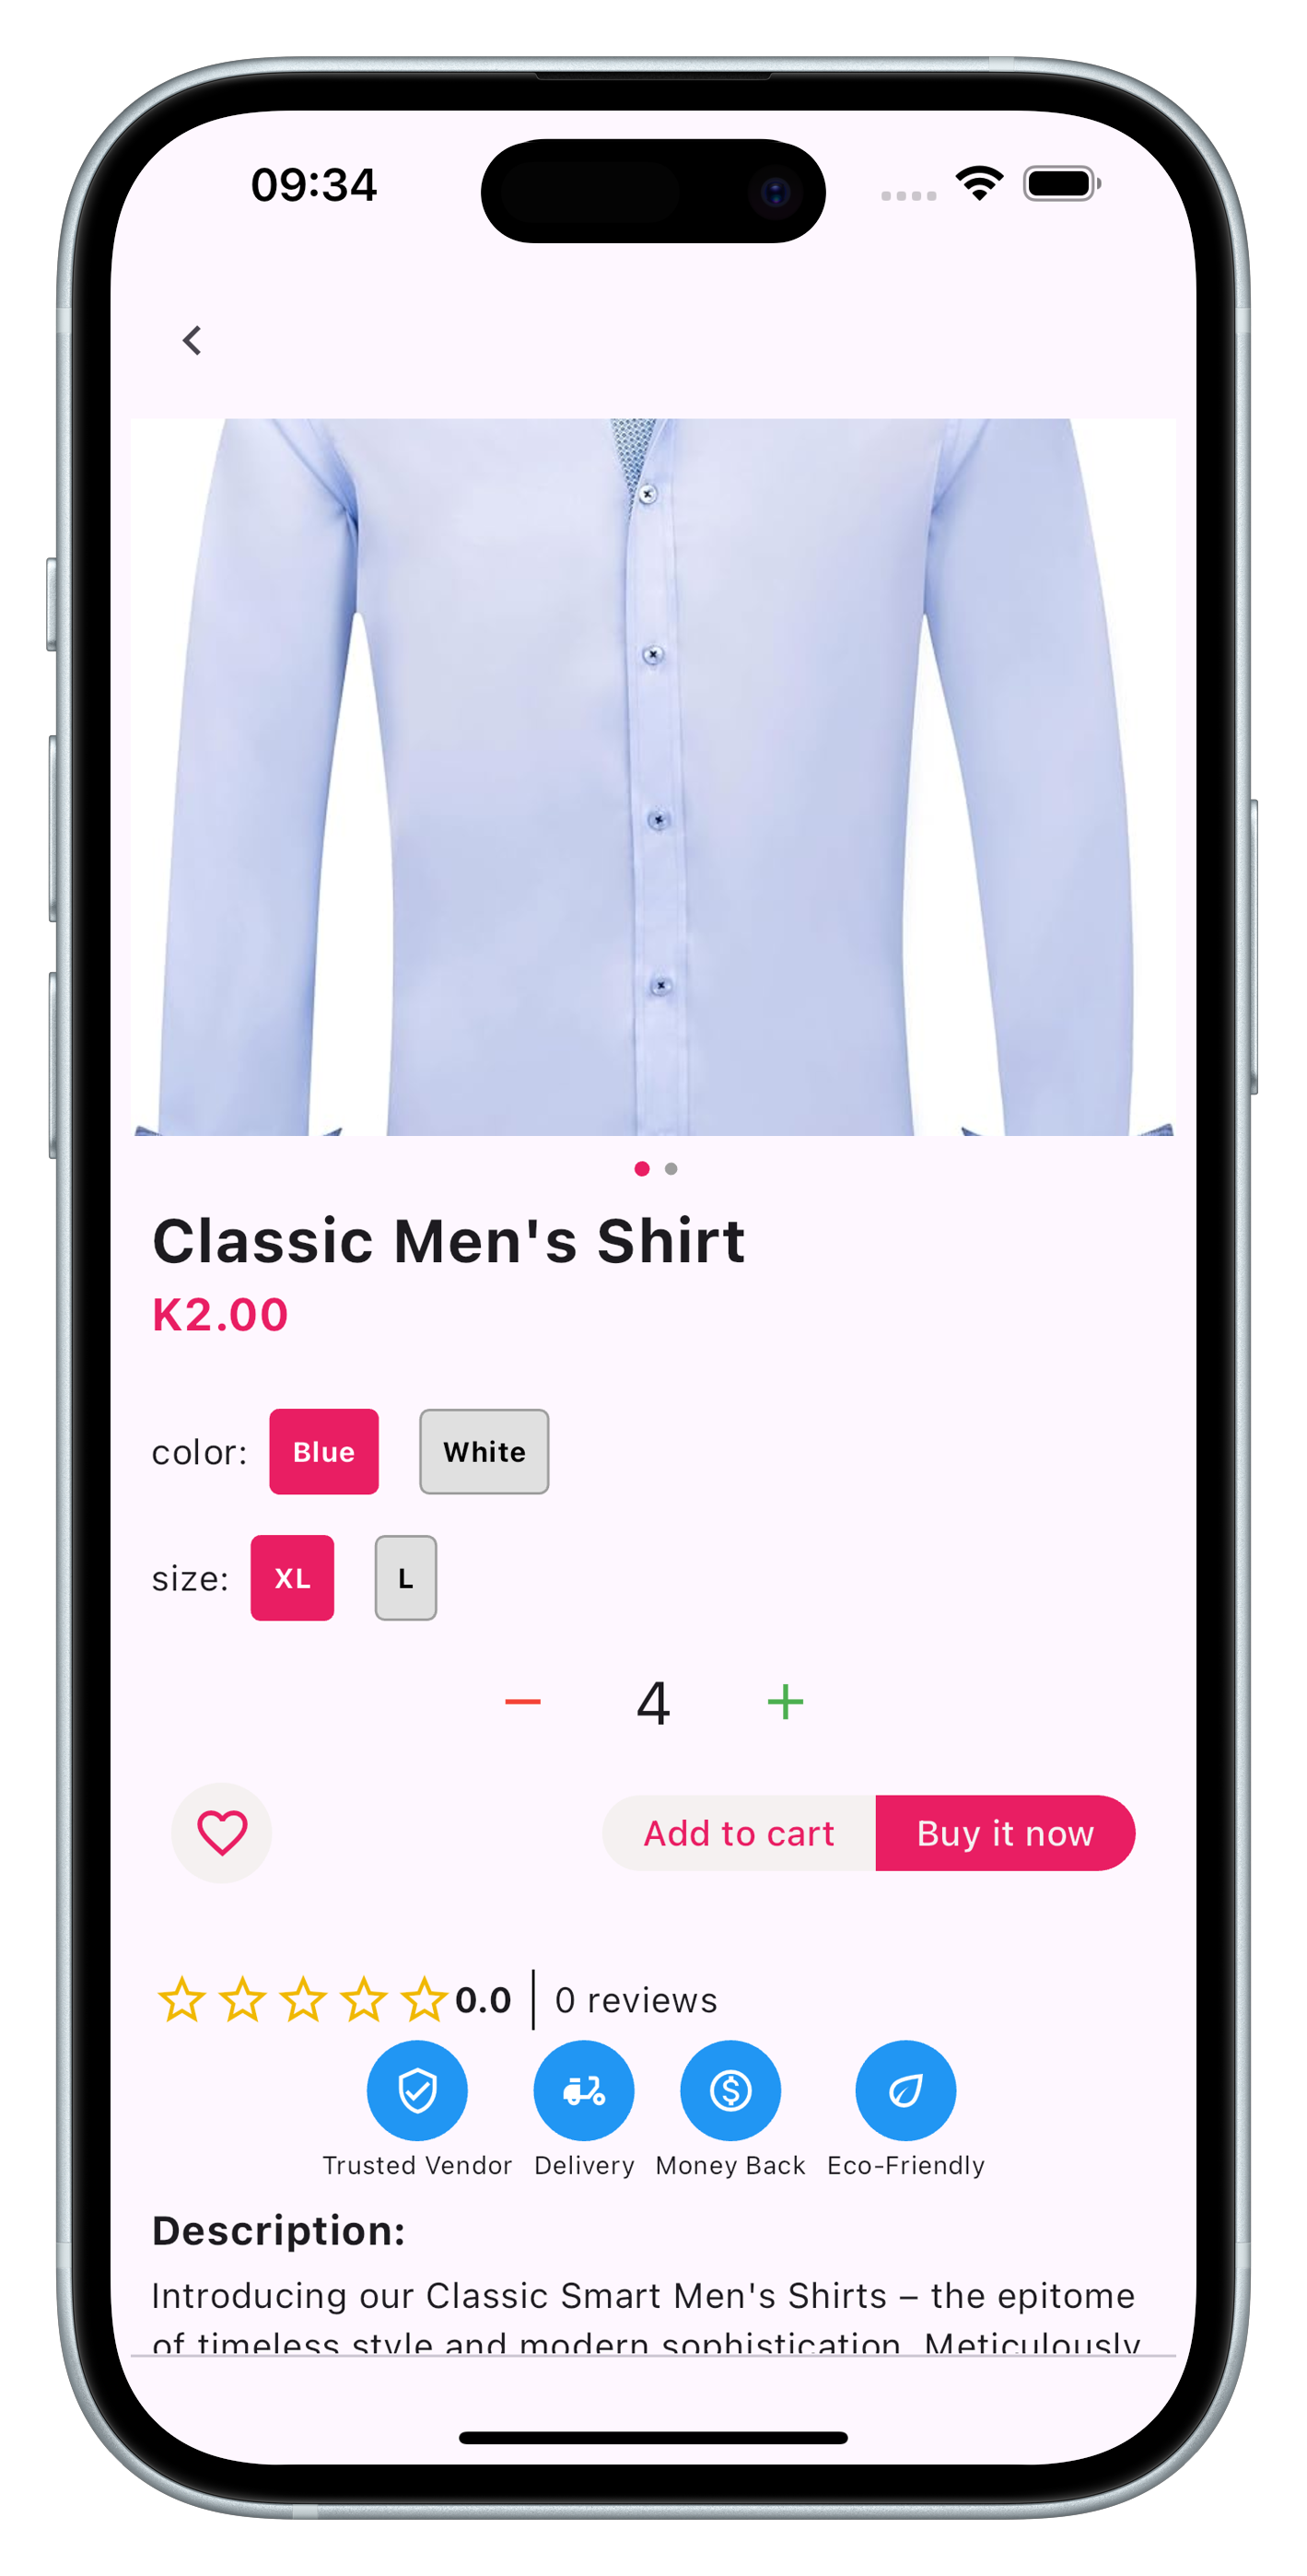 09:34
Classic Men's Shirt
K2.00
color: Blue White
size: XL L
− 4 +
Add to cart Buy it now
0.0 | 0 reviews
Trusted Vendor Delivery Money Back Eco-Friendly
Description:
Introducing our Classic Smart Men's Shirts – the epitome
of timeless style and modern sophistication. Meticulously